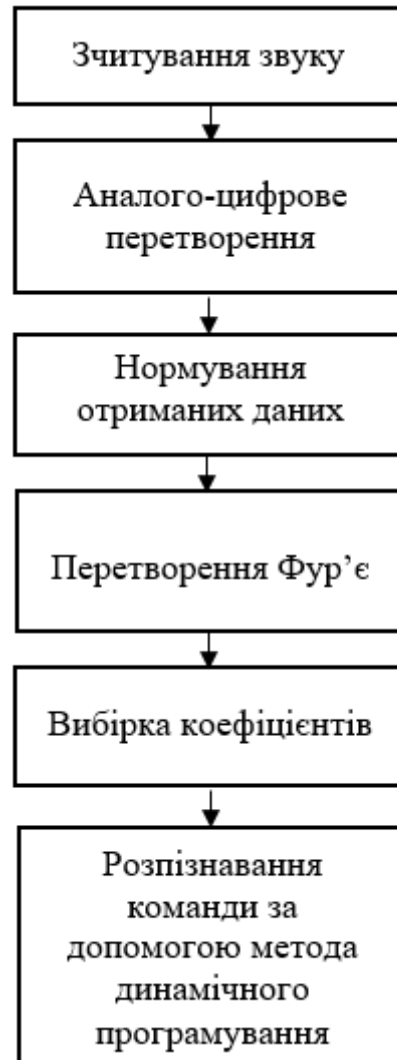 Зчитування звуку
Аналого-цифрове
перетворення
Нормування
отриманих даних
Перетворення Фур’є
Вибірка коефіцієнтів
Розпізнавання
команди за
допомогою метода
динамічного
програмування